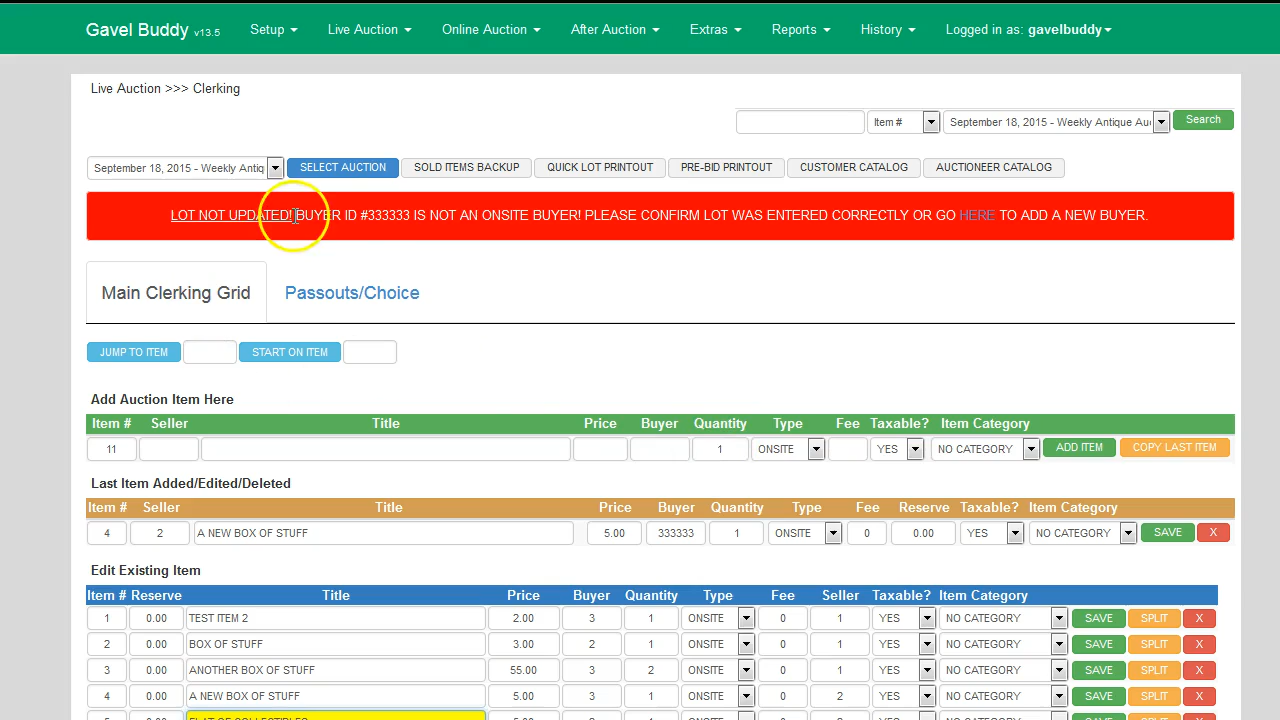 Gavel Buddy v13.5 Setup Live Auction Online Auction After Auction Extras Reports History Logged in as: gavelbuddy
Live Auction >>> Clerking
Item # September 18, 2015 - Weekly Antique Au Search
September 18, 2015 - Weekly Antiq SELECT AUCTION SOLD ITEMS BACKUP QUICK LOT PRINTOUT PRE-BID PRINTOUT CUSTOMER CATALOG AUCTIONEER CATALOG
LOT NOT UPDATED! BUYER ID #333333 IS NOT AN ONSITE BUYER! PLEASE CONFIRM LOT WAS ENTERED CORRECTLY OR GO HERE TO ADD A NEW BUYER.
Main Clerking Grid Passouts/Choice
JUMP TO ITEM START ON ITEM
Add Auction Item Here
Item # Seller Title Price Buyer Quantity Type Fee Taxable? Item Category
11 1 ONSITE YES NO CATEGORY ADD ITEM COPY LAST ITEM
Last Item Added/Edited/Deleted
Item # Seller Title Price Buyer Quantity Type Fee Reserve Taxable? Item Category
4 2 A NEW BOX OF STUFF 5.00 333333 1 ONSITE 0 0.00 YES NO CATEGORY SAVE X
Edit Existing Item
Item # Reserve Title Price Buyer Quantity Type Fee Seller Taxable? Item Category
1 0.00 TEST ITEM 2 2.00 3 1 ONSITE 0 1 YES NO CATEGORY SAVE SPLIT X
2 0.00 BOX OF STUFF 3.00 2 1 ONSITE 0 1 YES NO CATEGORY SAVE SPLIT X
3 0.00 ANOTHER BOX OF STUFF 55.00 3 2 ONSITE 0 1 YES NO CATEGORY SAVE SPLIT X
4 0.00 A NEW BOX OF STUFF 5.00 3 1 ONSITE 0 2 YES NO CATEGORY SAVE SPLIT X